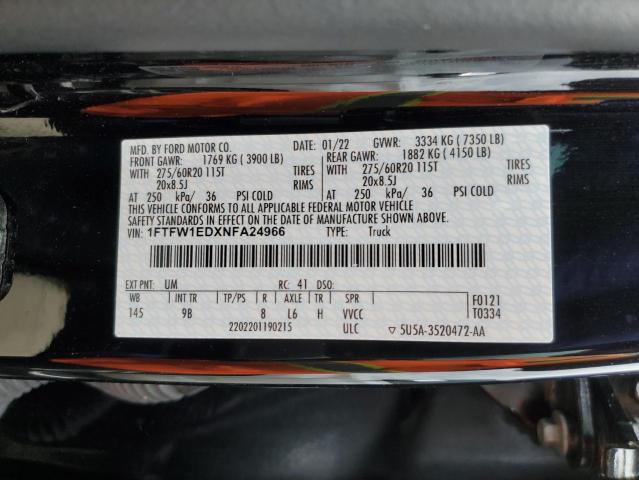 MFD. BY FORD MOTOR CO. DATE: 01/22 GVWR: 3334 KG ( 7350 LB)
FRONT GAWR: 1769 KG ( 3900 LB) REAR GAWR: 1882 KG ( 4150 LB)
WITH 275/60R20 115T TIRES WITH 275/60R20 115T TIRES
20x8.5J RIMS 20x8.5J RIMS
AT 250 kPa/ 36 PSI COLD AT 250 kPa/ 36 PSI COLD
THIS VEHICLE CONFORMS TO ALL APPLICABLE FEDERAL MOTOR VEHICLE
SAFETY STANDARDS IN EFFECT ON THE DATE OF MANUFACTURE SHOWN ABOVE.
VIN: 1FTFW1EDXNFA24966 TYPE: Truck
EXT PNT: UM RC: 41 DSO:
WB INT TR TP/PS R AXLE TR SPR F0121
145 9B 8 L6 H VVCC T0334
2202201190215 ULC ▽ 5U5A-3520472-AA